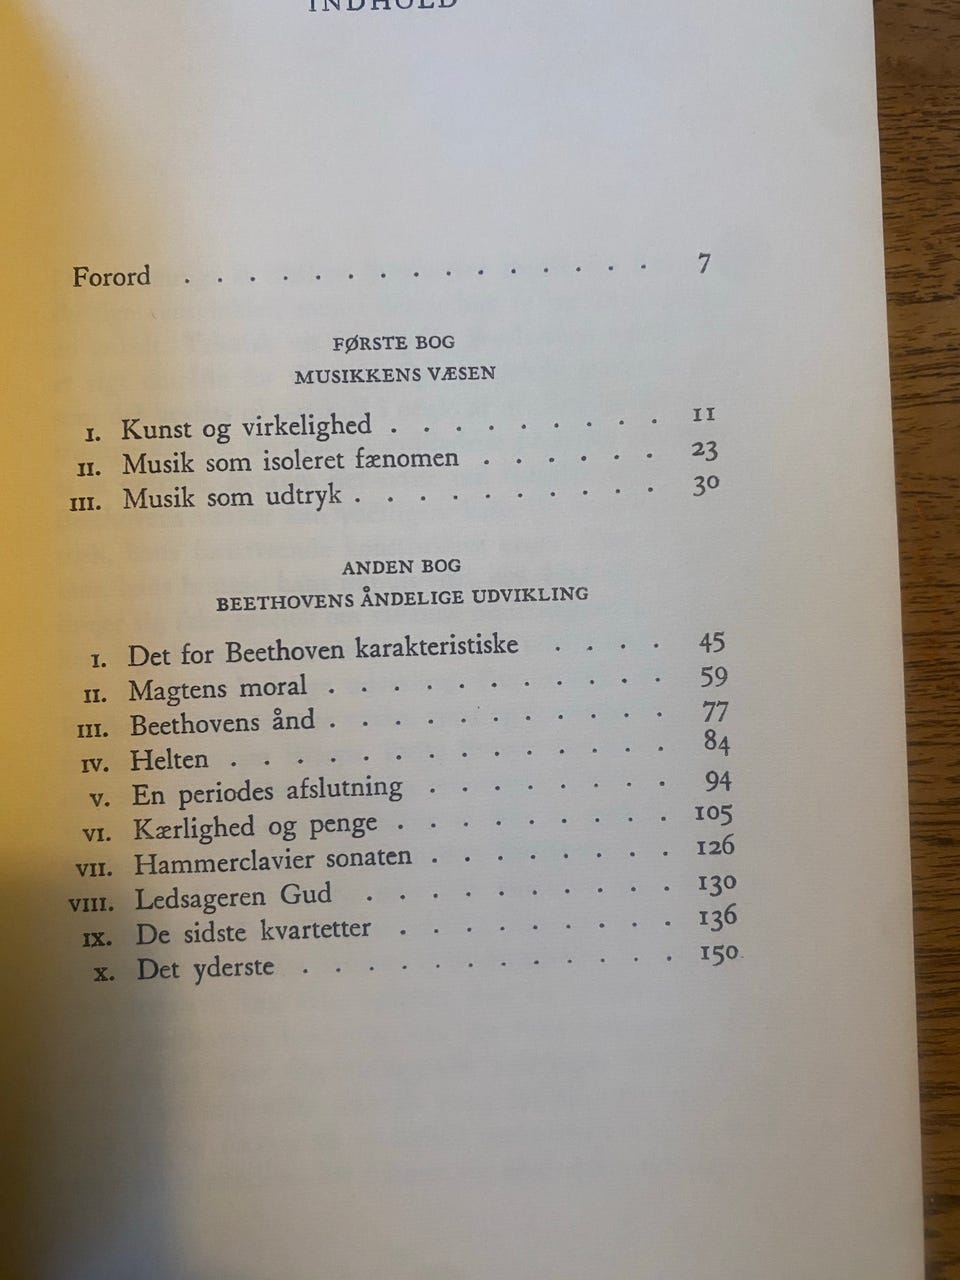 INDHOLD
Forord . . . . . . . . . . . . . . . 7
FØRSTE BOG
MUSIKKENS VÆSEN
I. Kunst og virkelighed . . . . . . . . . 11
II. Musik som isoleret fænomen . . . . . . 23
III. Musik som udtryk . . . . . . . . . . 30
ANDEN BOG
BEETHOVENS ÅNDELIGE UDVIKLING
I. Det for Beethoven karakteristiske . . . . 45
II. Magtens moral . . . . . . . . . . . 59
III. Beethovens ånd . . . . . . . . . . . 77
IV. Helten . . . . . . . . . . . . . . 84
V. En periodes afslutning . . . . . . . . 94
VI. Kærlighed og penge . . . . . . . . . 105
VII. Hammerclavier sonaten . . . . . . . . 126
VIII. Ledsageren Gud . . . . . . . . . . 130
IX. De sidste kvartetter . . . . . . . . . 136
X. Det yderste . . . . . . . . . . . . 150